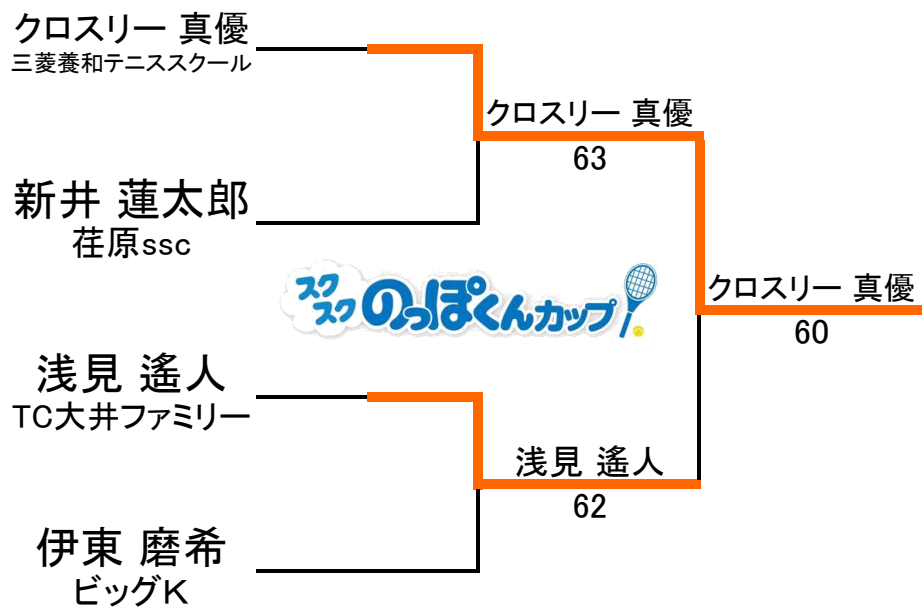 クロスリー 真優
三菱養和テニススクール
クロスリー 真優
63
新井 蓮太郎
荏原ssc
スク
スク のっぽくんカップ
クロスリー 真優
60
浅見 遙人
TC大井ファミリー
浅見 遙人
62
伊東 磨希
ビッグK